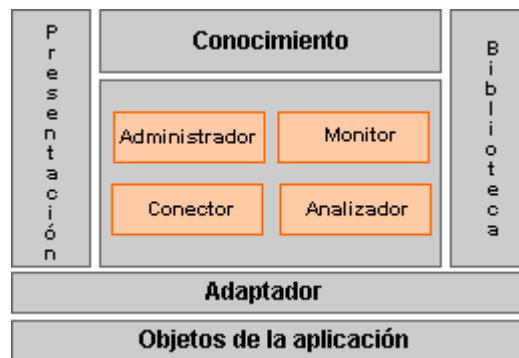 Presentación
Conocimiento
Biblioteca
Administrador
Monitor
Conector
Analizador
Adaptador
Objetos de la aplicación